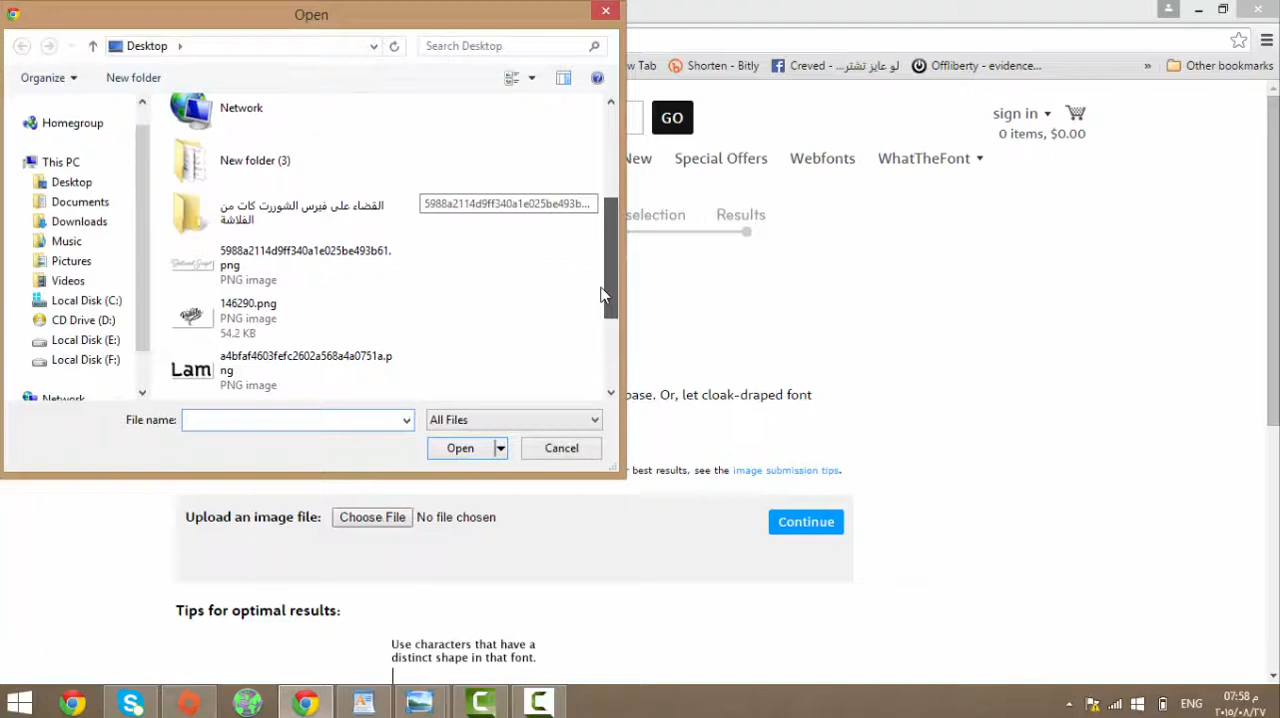 Open
Desktop
Search Desktop
Organize
New folder
Homegroup
This PC
Desktop
Documents
Downloads
Music
Pictures
Videos
Local Disk (C:)
CD Drive (D:)
Local Disk (E:)
Local Disk (F:)
Network
Network
New folder (3)
القضاء على فيرس الشوررت كات من
الفلاشة
5988a2114d9ff340a1e025be493b...
5988a2114d9ff340a1e025be493b61.
png
PNG image
146290.png
PNG image
54.2 KB
Lam
a4bfaf4603fefc2602a568a4a0751a.p
ng
PNG image
File name:
All Files
Open
Cancel
w Tab
Shorten - Bitly
Creved - لو عايز تشتر...
Offliberty - evidence...
»
Other bookmarks
GO
sign in
0 items, $0.00
New
Special Offers
Webfonts
WhatTheFont
selection
Results
base. Or, let cloak-draped font
r best results, see the image submission tips.
Upload an image file:
Choose File
No file chosen
Continue
Tips for optimal results:
Use characters that have a
distinct shape in that font.
ENG
07:58 م
٢٠١٥/٠٨/٢٧